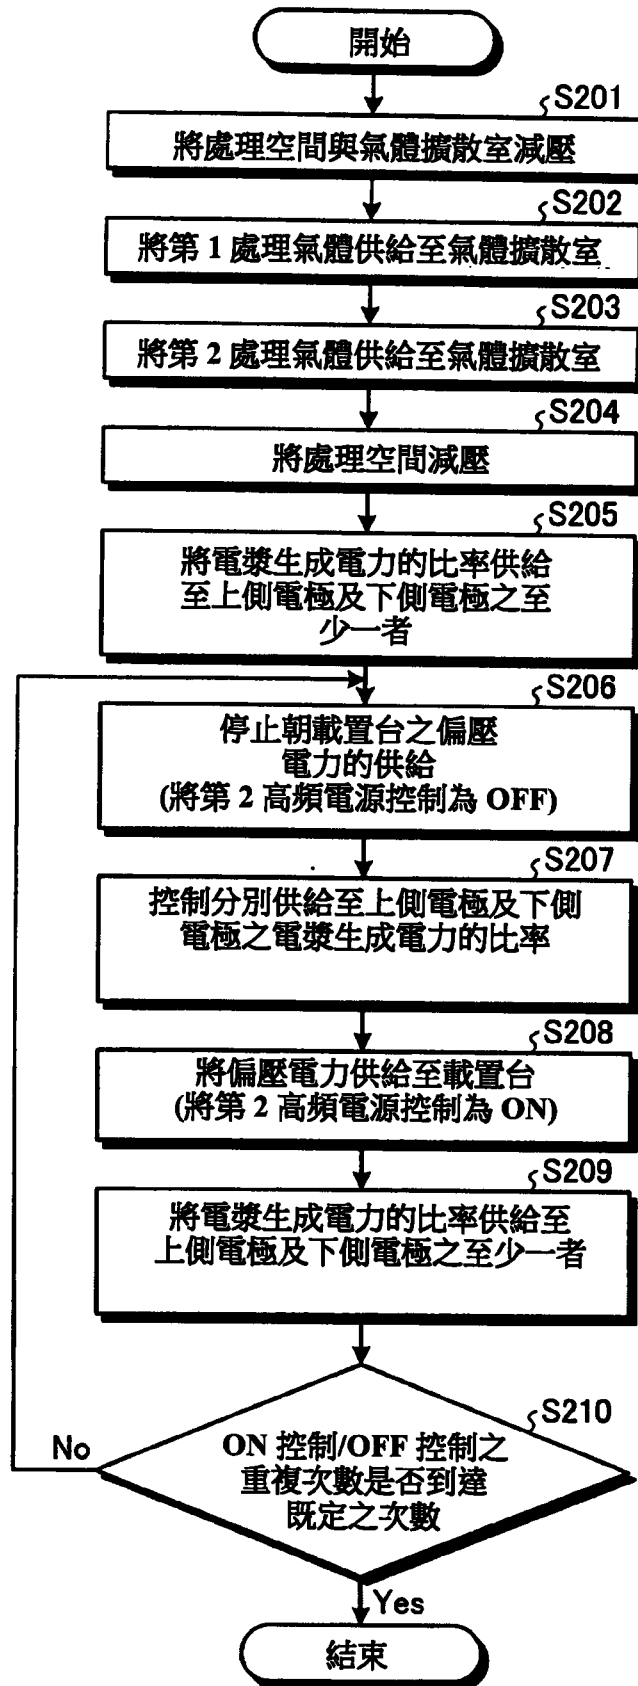 開始
S201
將處理空間與氣體擴散室減壓
S202
將第 1 處理氣體供給至氣體擴散室
S203
將第 2 處理氣體供給至氣體擴散室
S204
將處理空間減壓
S205
將電漿生成電力的比率供給
至上側電極及下側電極之至
少一者
S206
停止朝載置台之偏壓
電力的供給
(將第 2 高頻電源控制為 OFF)
S207
控制分別供給至上側電極及下側
電極之電漿生成電力的比率
S208
將偏壓電力供給至載置台
(將第 2 高頻電源控制為 ON)
S209
將電漿生成電力的比率供給至
上側電極及下側電極之至少一者
S210
No
ON 控制/OFF 控制之
重複次數是否到達
既定之次數
Yes
結束